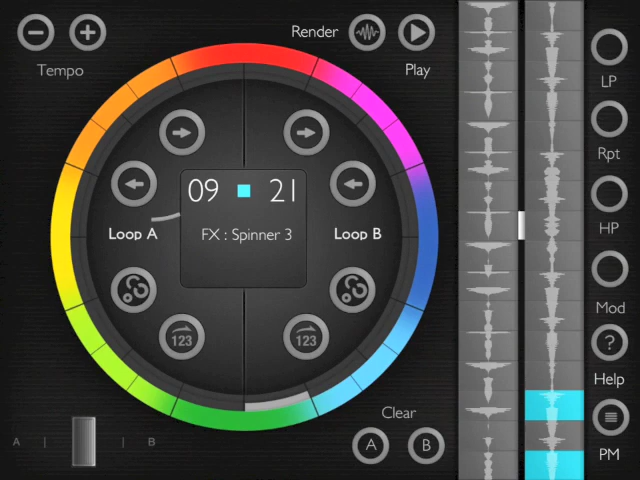 Render
Tempo
Play
LP
Rpt
09 21
Loop A
FX : Spinner 3
Loop B
HP
Mod
123
123
?
Help
Clear
A
B
A
B
PM